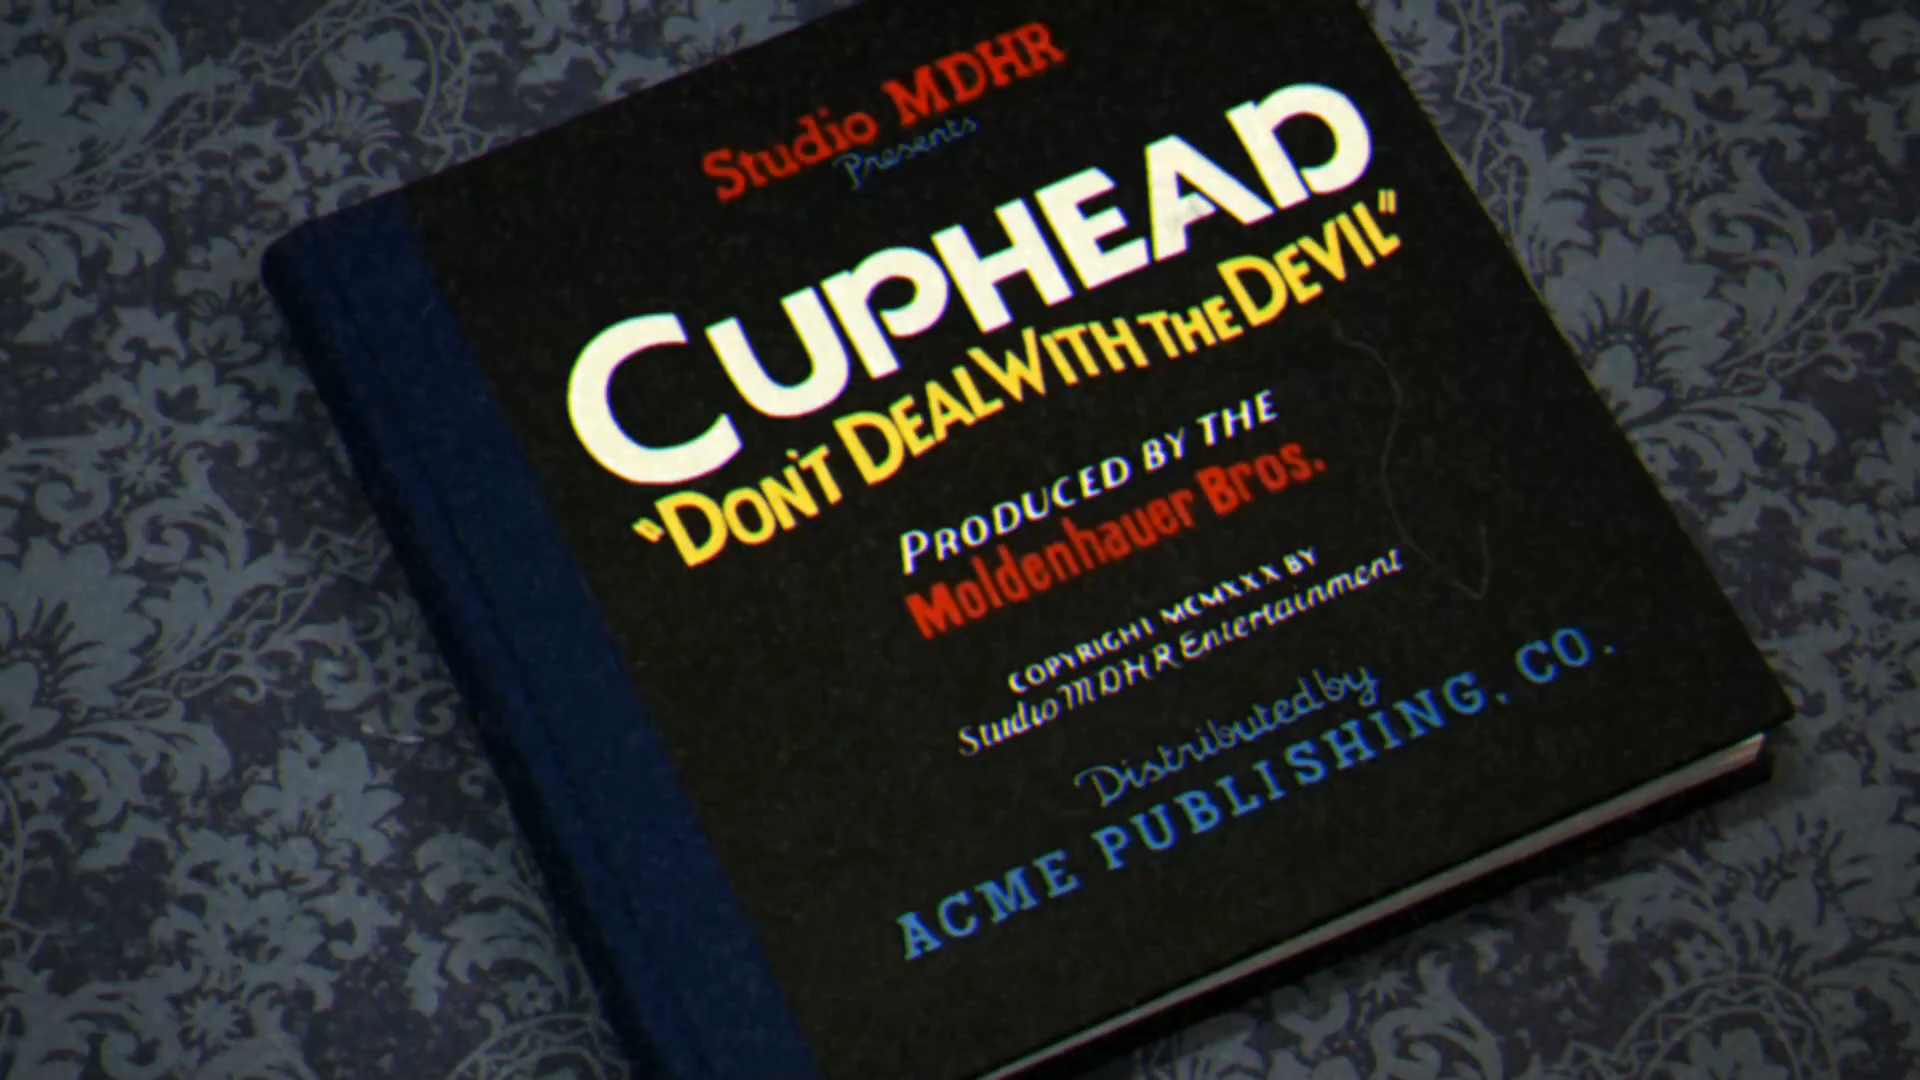 Studio MDHR
Presents
CUPHEAD
"DON'T DEAL WITH THE DEVIL"
PRODUCED BY THE
Moldenhauer Bros.
COPYRIGHT MCMXXX BY
Studio MDHR Entertainment
Distributed by
ACME PUBLISHING. CO.